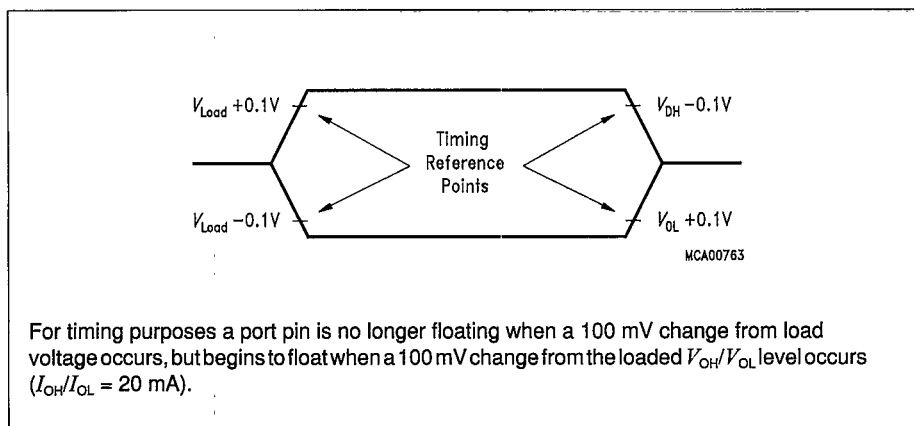 V_Load +0.1V
V_DH −0.1V
Timing
Reference
Points
V_Load −0.1V
V_OL +0.1V
MCA00763
For timing purposes a port pin is no longer floating when a 100 mV change from load
voltage occurs, but begins to float when a 100 mV change from the loaded V_OH/V_OL level occurs
(I_OH/I_OL = 20 mA).